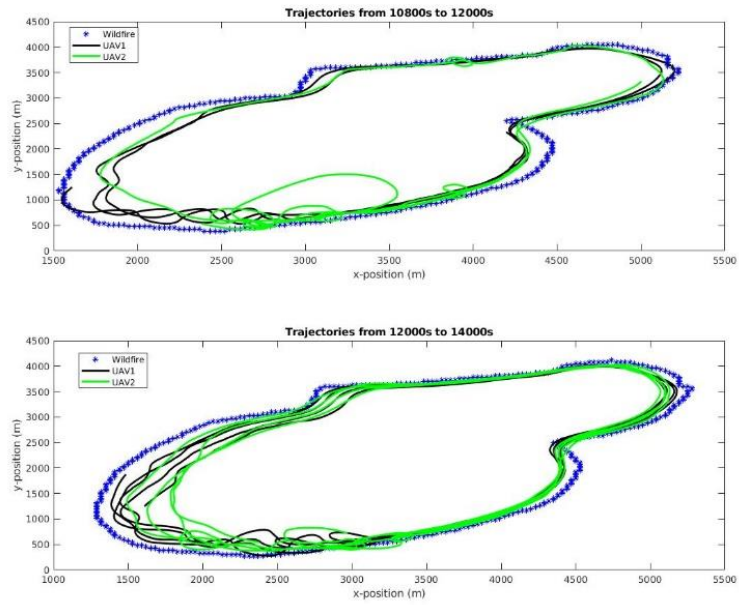 Trajectories from 10800s to 12000s
4500
4000
3500
3000
2500
2000
1500
1000
500
0
y-position (m)
Wildfire
UAV1
UAV2
1500 2000 2500 3000 3500 4000 4500 5000 5500
x-position (m)
Trajectories from 12000s to 14000s
4500
4000
3500
3000
2500
2000
1500
1000
500
0
y-position (m)
Wildfire
UAV1
UAV2
1000 1500 2000 2500 3000 3500 4000 4500 5000 5500
x-position (m)